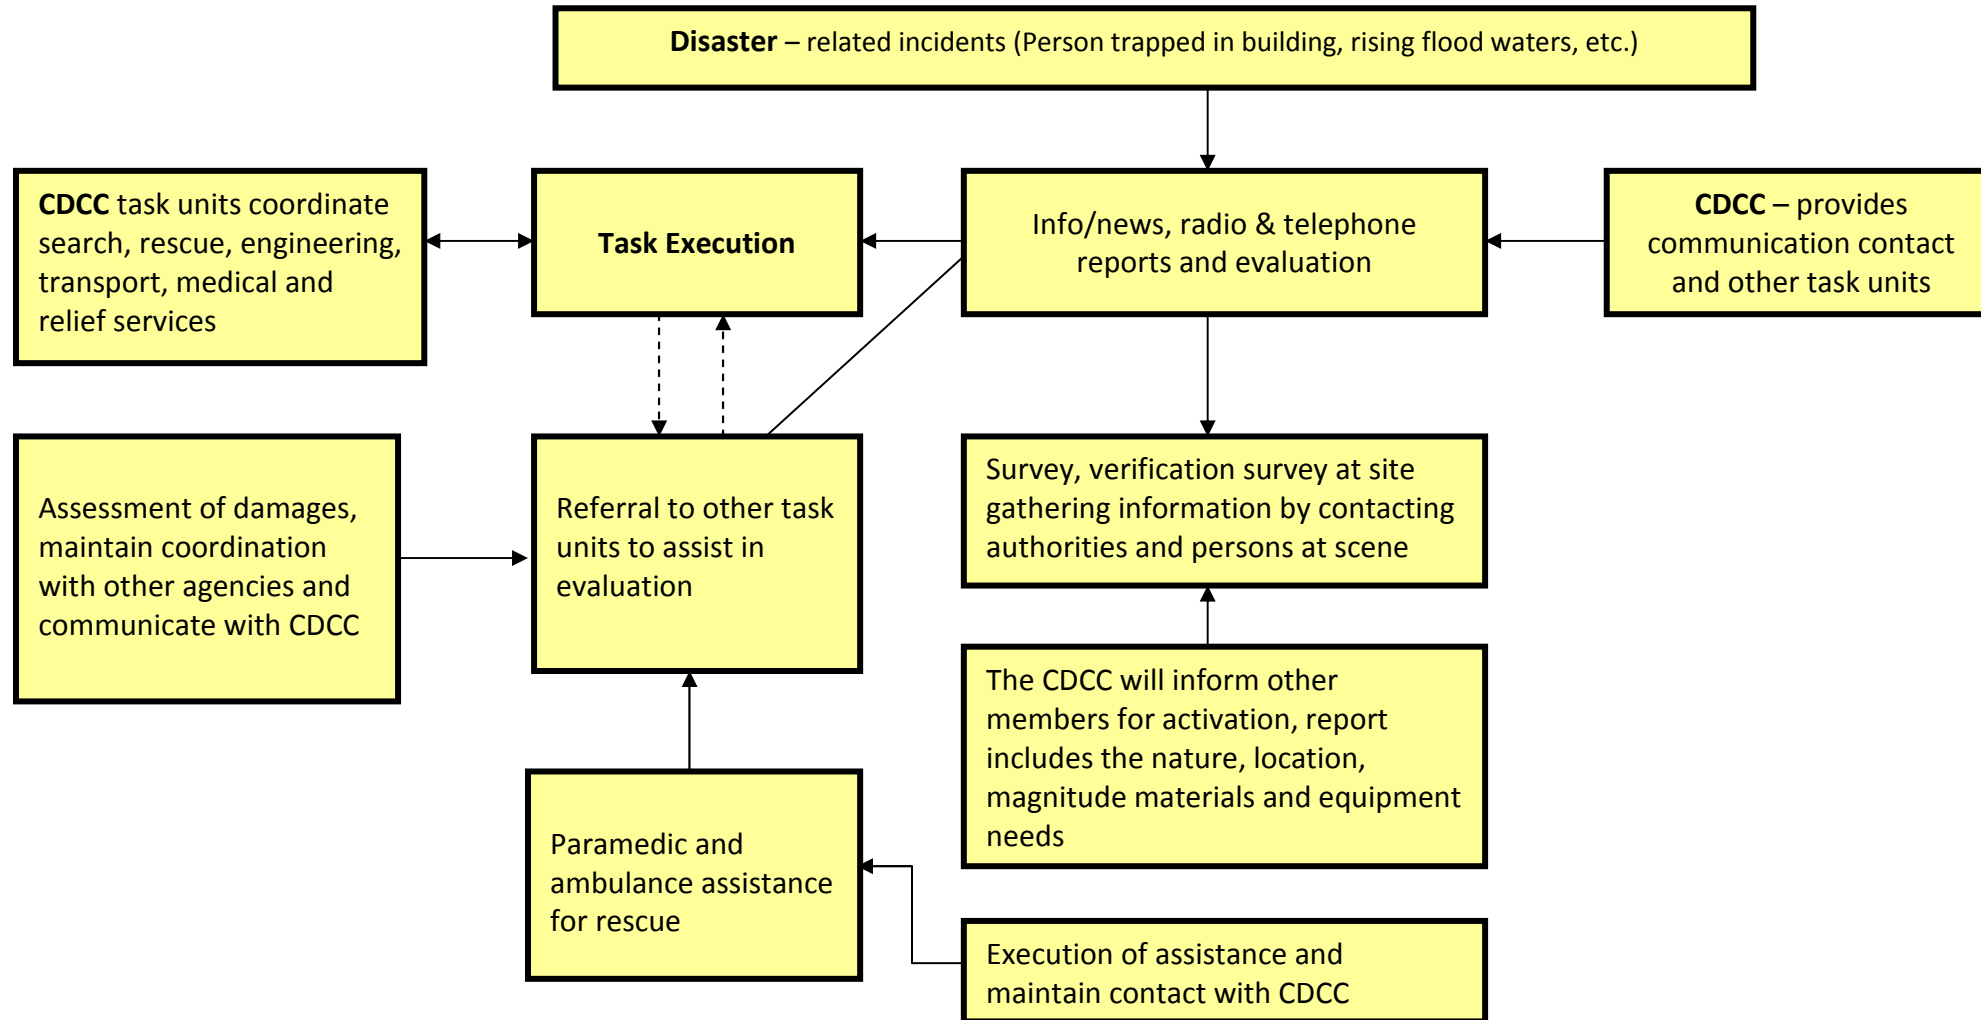 Disaster – related incidents (Person trapped in building, rising flood waters, etc.)
CDCC task units coordinate
search, rescue, engineering,
transport, medical and
relief services
Task Execution
Info/news, radio & telephone
reports and evaluation
CDCC – provides
communication contact
and other task units
Assessment of damages,
maintain coordination
with other agencies and
communicate with CDCC
Referral to other task
units to assist in
evaluation
Survey, verification survey at site
gathering information by contacting
authorities and persons at scene
The CDCC will inform other
members for activation, report
includes the nature, location,
magnitude materials and equipment
needs
Paramedic and
ambulance assistance
for rescue
Execution of assistance and
maintain contact with CDCC